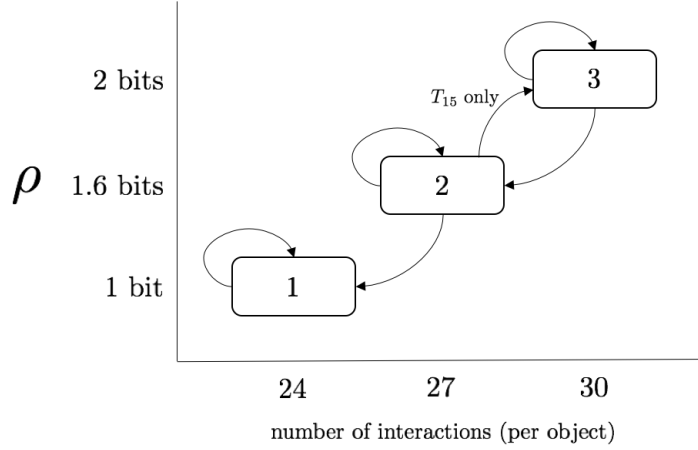 3
2 bits
T₁₅ only
ρ
1.6 bits
2
1 bit
1
24 27 30
number of interactions (per object)